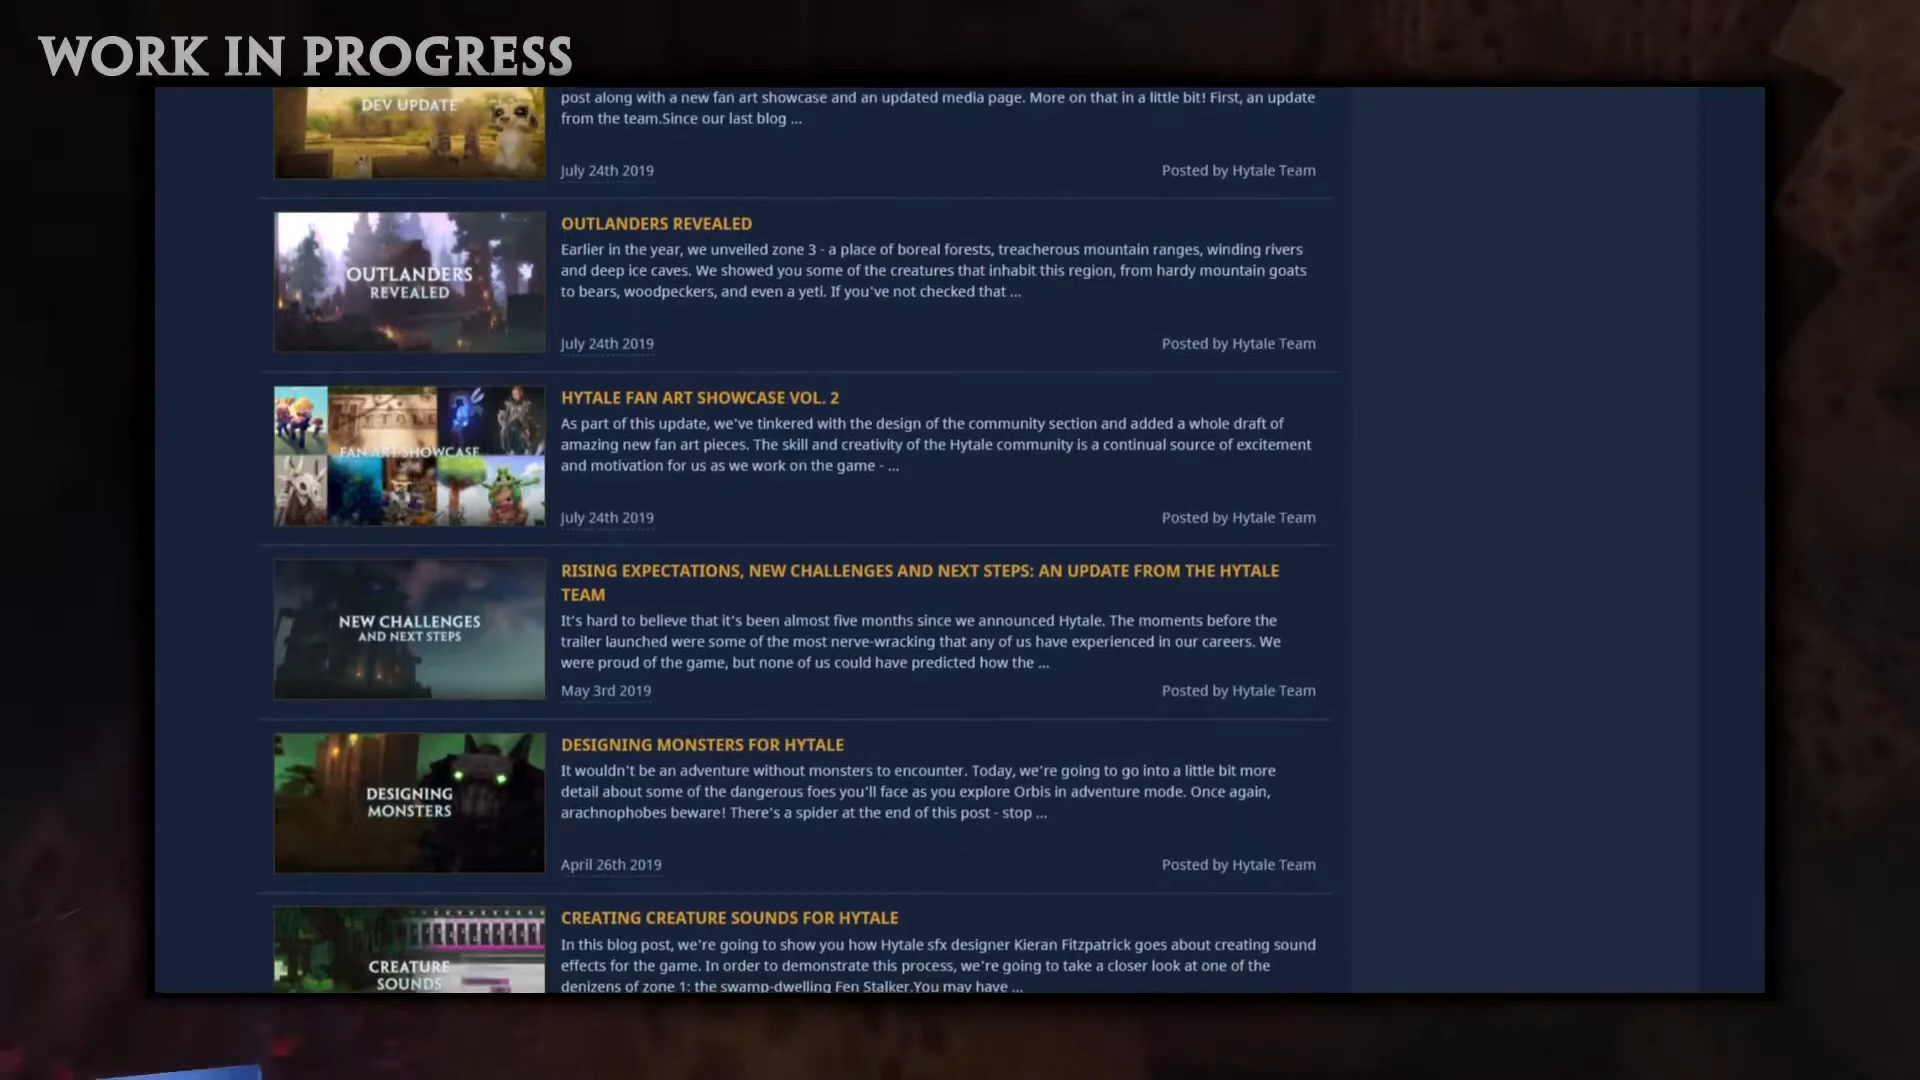 WORK IN PROGRESS
DEV UPDATE
post along with a new fan art showcase and an updated media page. More on that in a little bit! First, an update
from the team.Since our last blog ...
July 24th 2019
Posted by Hytale Team
OUTLANDERS
REVEALED
OUTLANDERS REVEALED
Earlier in the year, we unveiled zone 3 - a place of boreal forests, treacherous mountain ranges, winding rivers
and deep ice caves. We showed you some of the creatures that inhabit this region, from hardy mountain goats
to bears, woodpeckers, and even a yeti. If you've not checked that ...
July 24th 2019
Posted by Hytale Team
FAN ART SHOWCASE
HYTALE FAN ART SHOWCASE VOL. 2
As part of this update, we've tinkered with the design of the community section and added a whole draft of
amazing new fan art pieces. The skill and creativity of the Hytale community is a continual source of excitement
and motivation for us as we work on the game - ...
July 24th 2019
Posted by Hytale Team
NEW CHALLENGES
AND NEXT STEPS
RISING EXPECTATIONS, NEW CHALLENGES AND NEXT STEPS: AN UPDATE FROM THE HYTALE
TEAM
It's hard to believe that it's been almost five months since we announced Hytale. The moments before the
trailer launched were some of the most nerve-wracking that any of us have experienced in our careers. We
were proud of the game, but none of us could have predicted how the ...
May 3rd 2019
Posted by Hytale Team
DESIGNING
MONSTERS
DESIGNING MONSTERS FOR HYTALE
It wouldn't be an adventure without monsters to encounter. Today, we're going to go into a little bit more
detail about some of the dangerous foes you'll face as you explore Orbis in adventure mode. Once again,
arachnophobes beware! There's a spider at the end of this post - stop ...
April 26th 2019
Posted by Hytale Team
CREATURE
SOUNDS
CREATING CREATURE SOUNDS FOR HYTALE
In this blog post, we're going to show you how Hytale sfx designer Kieran Fitzpatrick goes about creating sound
effects for the game. In order to demonstrate this process, we're going to take a closer look at one of the
denizens of zone 1: the swamp-dwelling Fen Stalker.You may have ...